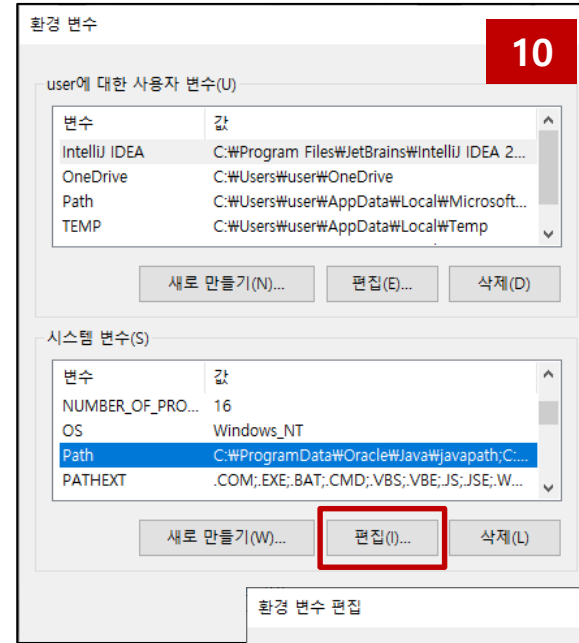 환경 변수
10
user에 대한 사용자 변수(U)
변수 값
IntelliJ IDEA C:₩Program Files₩JetBrains₩IntelliJ IDEA 2...
OneDrive C:₩Users₩user₩OneDrive
Path C:₩Users₩user₩AppData₩Local₩Microsoft...
TEMP C:₩Users₩user₩AppData₩Local₩Temp
새로 만들기(N)... 편집(E)... 삭제(D)
시스템 변수(S)
변수 값
NUMBER_OF_PRO... 16
OS Windows_NT
Path C:₩ProgramData₩Oracle₩Java₩javapath;C:...
PATHEXT .COM;.EXE;.BAT;.CMD;.VBS;.VBE;.JS;.JSE;.W...
새로 만들기(W)... 편집(I)... 삭제(L)
환경 변수 편집